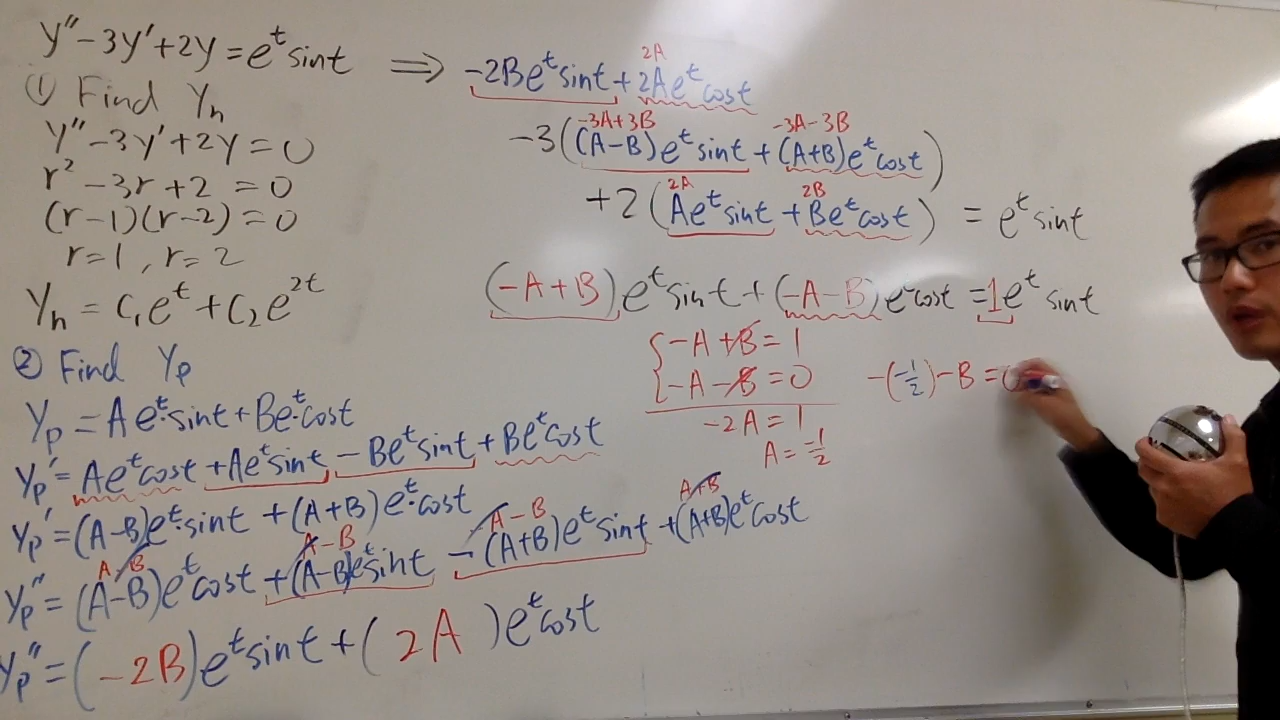 y'' - 3y' + 2y = e^t sint
① Find Y_h
y'' - 3y' + 2y = 0
r² - 3r + 2 = 0
(r-1)(r-2) = 0
r=1, r=2
Y_h = C₁e^t + C₂e^{2t}
② Find Y_p
Y_p = Ae^t sint + Be^t cost
Y_p' = Ae^t cost + Ae^t sint - Be^t sint + Be^t cost
Y_p' = (A-B)e^t sint + (A+B)e^t cost
A-B A-B -A-B A+B
Y_p'' = (A-B)e^t cost + (A-B)e^t sint - (A+B)e^t sint + (A+B)e^t cost
Y_p'' = (-2B)e^t sint + (2A)e^t cost
2A
⇒ -2Be^t sint + 2Ae^t cost
-3A+3B -3A-3B
-3((A-B)e^t sint + (A+B)e^t cost)
2A 2B
+2(Ae^t sint + Be^t cost) = e^t sint
(-A+B)e^t sint + (-A-B)e^t cost = 1e^t sint
{ -A + B = 1
-A - B = 0
-2A = 1
A = -1/2
-(-1/2) - B = 0